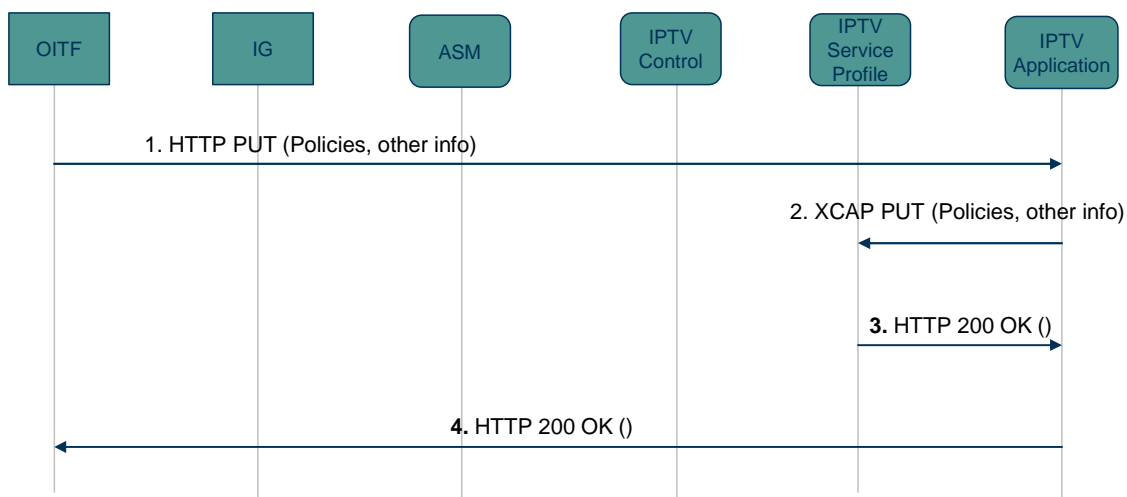 OITF
IG
ASM
IPTV
Control
IPTV
Service
Profile
IPTV
Application
1. HTTP PUT (Policies, other info)
2. XCAP PUT (Policies, other info)
3. HTTP 200 OK ()
4. HTTP 200 OK ()